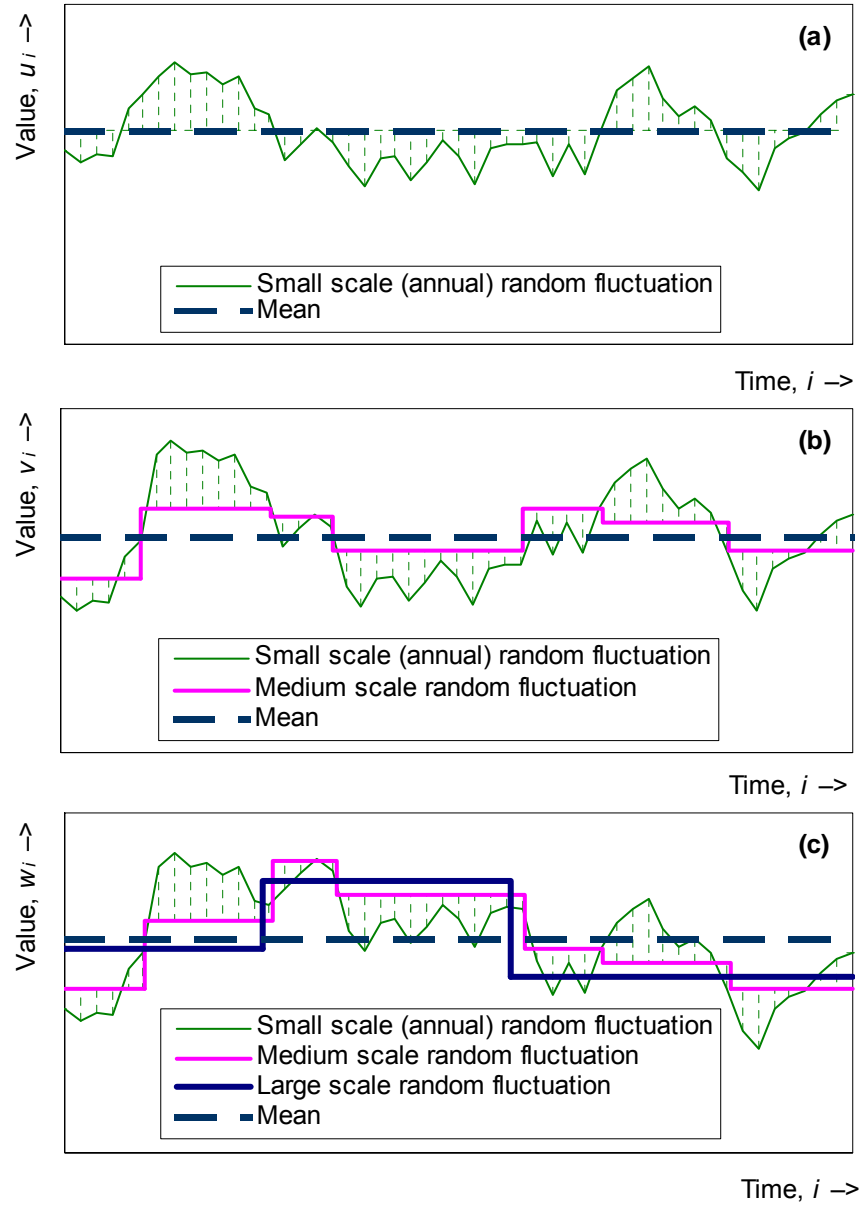 (a)
Value, u i –>
Small scale (annual) random fluctuation
Mean
Time, i –>
(b)
Value, v i –>
Small scale (annual) random fluctuation
Medium scale random fluctuation
Mean
Time, i –>
(c)
Value, w i –>
Small scale (annual) random fluctuation
Medium scale random fluctuation
Large scale random fluctuation
Mean
Time, i –>